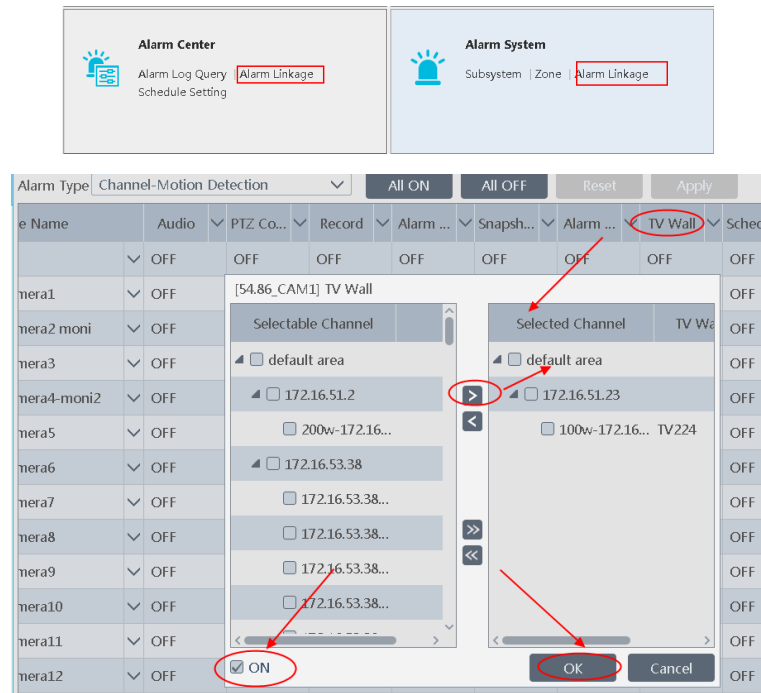 Alarm Center
Alarm Log Query | Alarm Linkage
Schedule Setting
Alarm System
Subsystem | Zone | Alarm Linkage
Alarm Type Channel-Motion Detection All ON All OFF Reset Apply
e Name Audio PTZ Co... Record Alarm ... Snapsh... Alarm ... TV Wall Sched
OFF OFF OFF OFF OFF OFF OFF OFF
mera1 OFF OFF
mera2 moni OFF OFF
mera3 OFF OFF
mera4-moni2 OFF OFF
mera5 OFF OFF
mera6 OFF OFF
mera7 OFF OFF
mera8 OFF OFF
mera9 OFF OFF
mera10 OFF OFF
mera11 OFF OFF
mera12 OFF OFF
[54.86_CAM1] TV Wall
Selectable Channel
default area
172.16.51.2
200w-172.16...
172.16.53.38
172.16.53.38...
172.16.53.38...
172.16.53.38...
172.16.53.38...
Selected Channel TV Wa
default area
172.16.51.23
100w-172.16... TV224
ON
OK Cancel